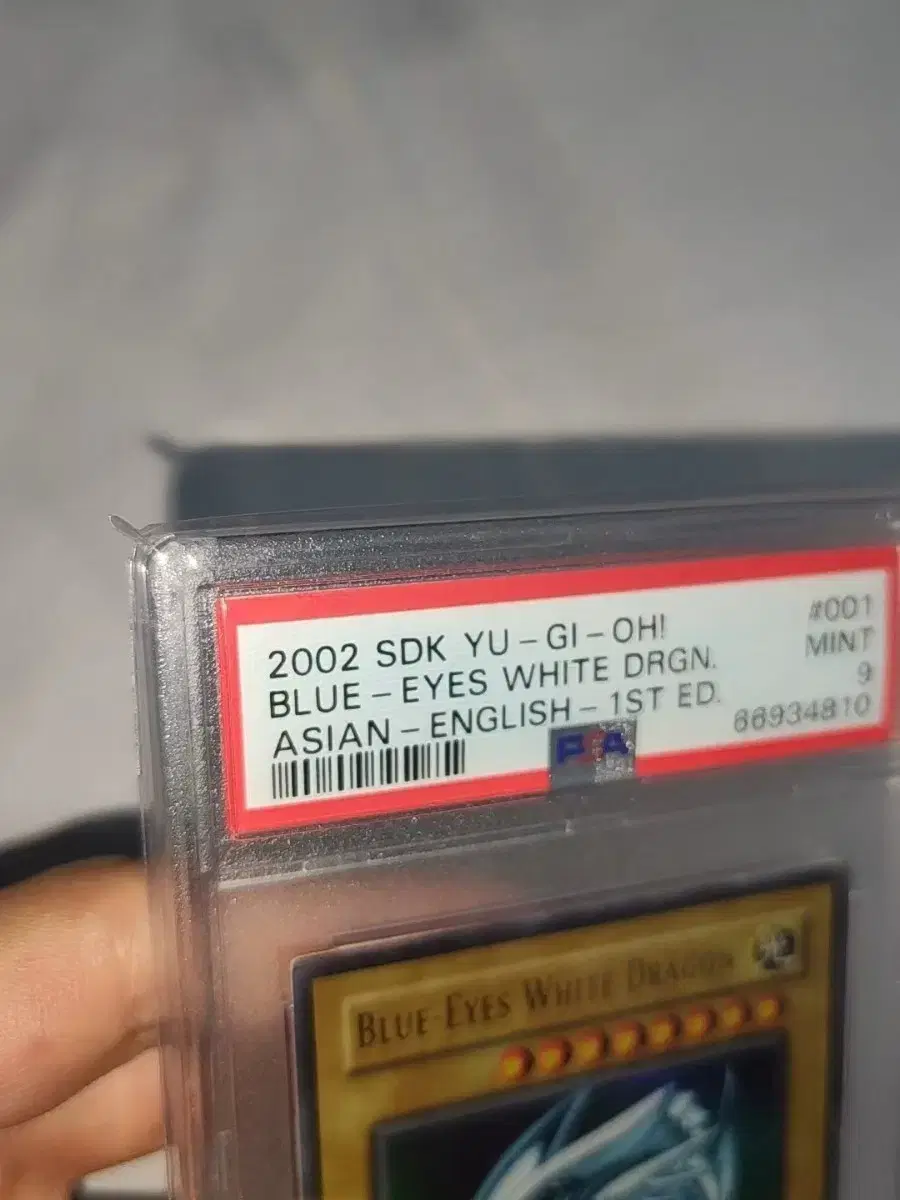 2002 SDK YU-GI-OH! #001
BLUE-EYES WHITE DRGN. MINT
ASIAN-ENGLISH-1ST ED. 9
66934810
PSA
BLUE-EYES WHITE DRAGON